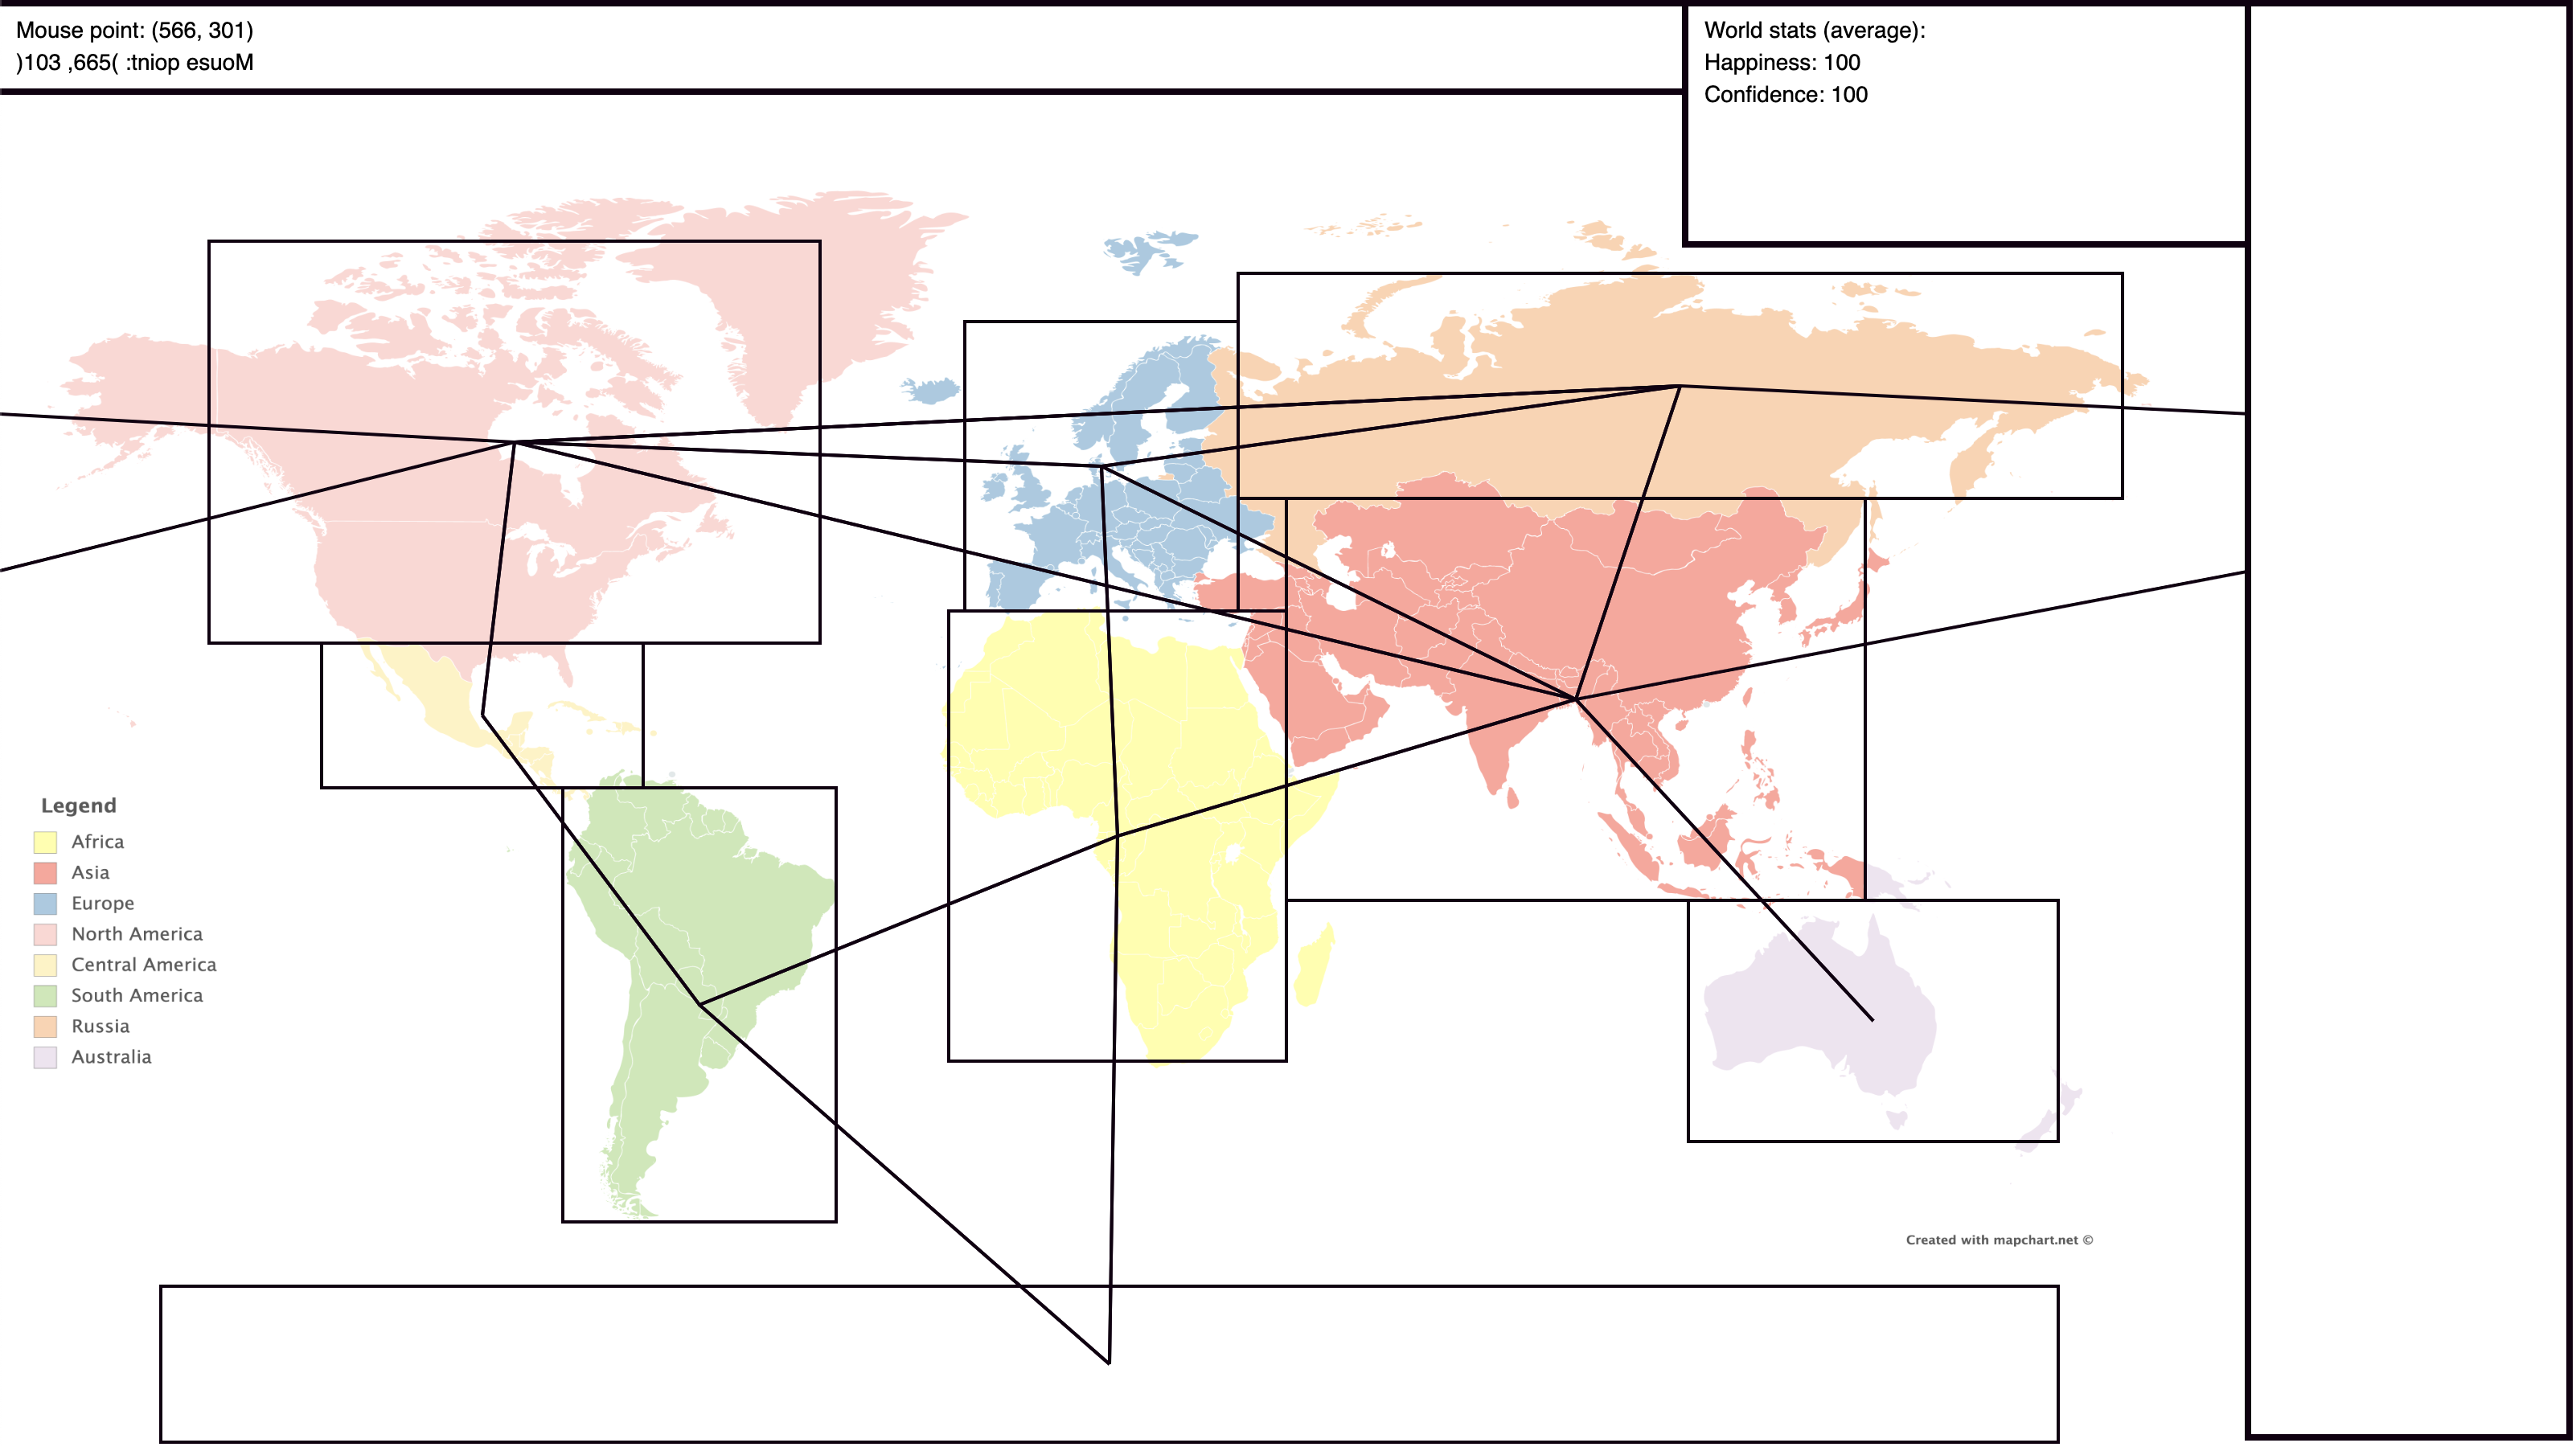 Mouse point: (566, 301)
)103 ,665( :tniop esuoM
World stats (average):
Happiness: 100
Confidence: 100
Legend
Africa
Asia
Europe
North America
Central America
South America
Russia
Australia
Created with mapchart.net ©